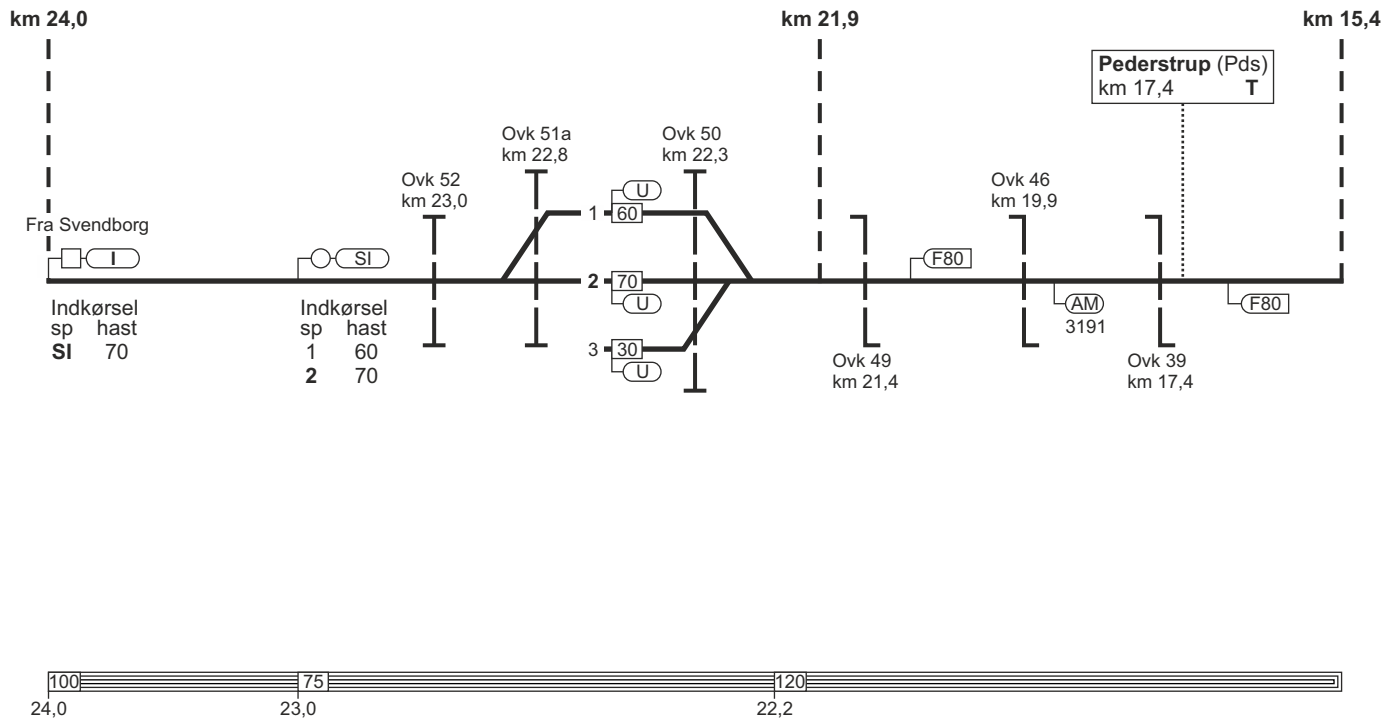 km 24,0
km 21,9
km 15,4
Pederstrup (Pds)
km 17,4 T
Ovk 51a
km 22,8
Ovk 50
km 22,3
Ovk 52
km 23,0
Ovk 46
km 19,9
U
1 60
Fra Svendborg
I
SI
F80
2 70
U
AM
3191
F80
Indkørsel
sp hast
SI 70
Indkørsel
sp hast
1 60
2 70
3 30
U
Ovk 49
km 21,4
Ovk 39
km 17,4
100
75
120
24,0
23,0
22,2